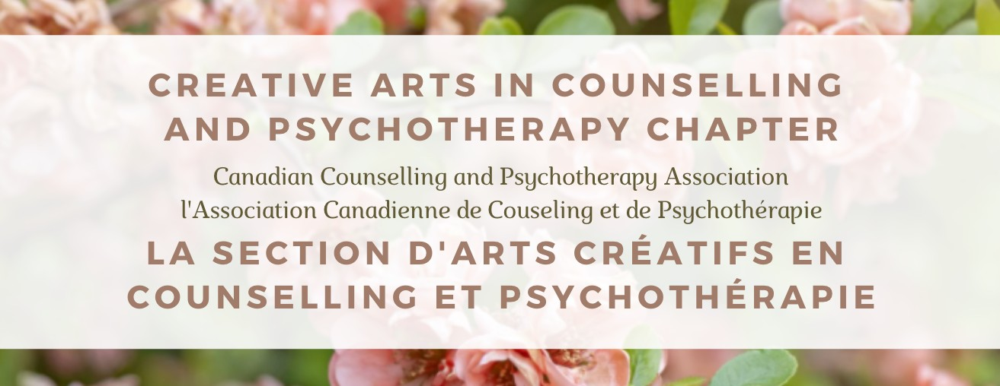 CREATIVE ARTS IN COUNSELLING
AND PSYCHOTHERAPY CHAPTER
Canadian Counselling and Psychotherapy Association
l'Association Canadienne de Couseling et de Psychothérapie
LA SECTION D'ARTS CRÉATIFS EN
COUNSELLING ET PSYCHOTHÉRAPIE